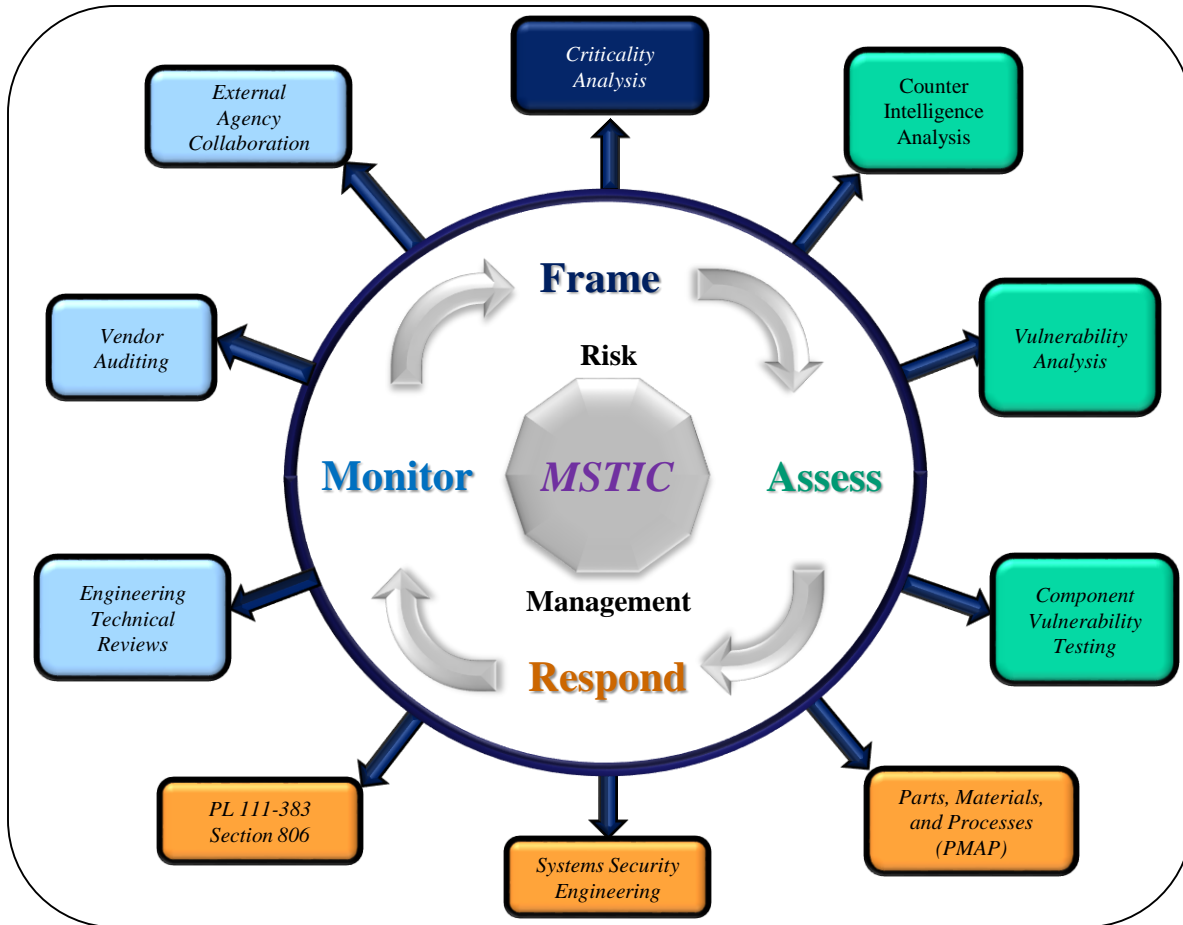 Criticality
Analysis
Counter
Intelligence
Analysis
Vulnerability
Analysis
Component
Vulnerability
Testing
Parts, Materials,
and Processes
(PMAP)
Systems Security
Engineering
PL 111-383
Section 806
Engineering
Technical
Reviews
Vendor
Auditing
External
Agency
Collaboration
Frame
Risk
Monitor
MSTIC
Assess
Management
Respond